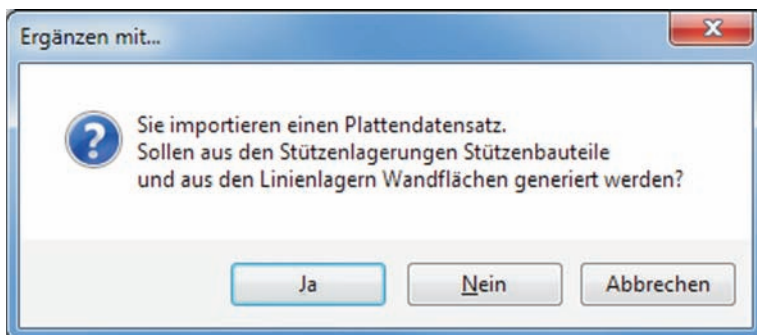 Ergänzen mit...
Sie importieren einen Plattendatensatz.
Sollen aus den Stützenlagerungen Stützenbauteile
und aus den Linienlagern Wandflächen generiert werden?
Ja
Nein
Abbrechen